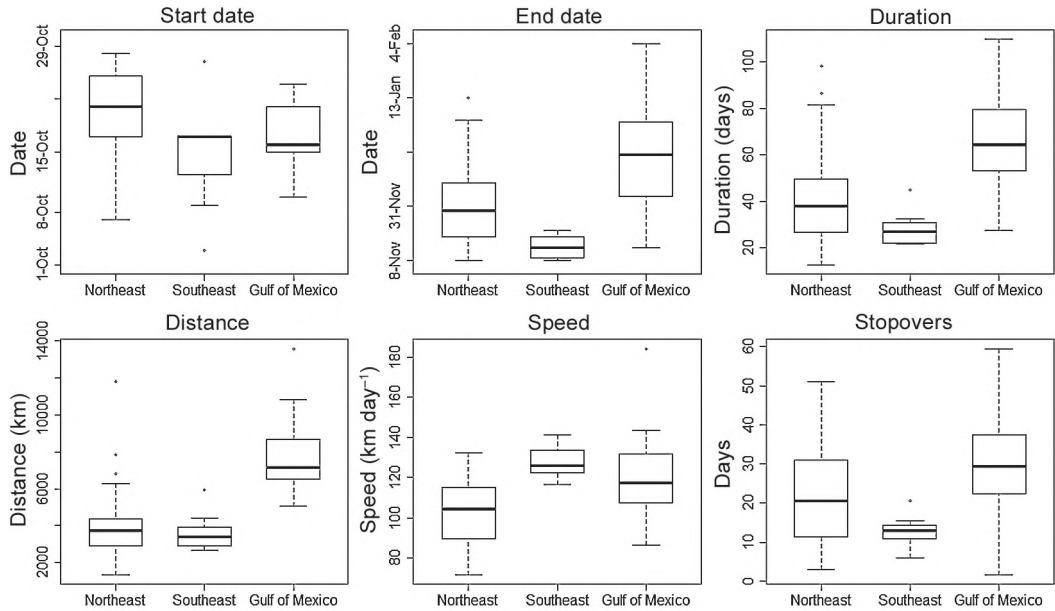 Start date
Date
29-Oct
15-Oct
8-Oct
1-Oct
Northeast Southeast Gulf of Mexico
End date
Date
4-Feb
13-Jan
31-Nov
8-Nov
Northeast Southeast Gulf of Mexico
Duration
Duration (days)
100
80
60
40
20
Northeast Southeast Gulf of Mexico
Distance
Distance (km)
14000
10000
6000
2000
Northeast Southeast Gulf of Mexico
Speed
Speed (km day⁻¹)
180
160
140
120
100
80
Northeast Southeast Gulf of Mexico
Stopovers
Days
60
50
40
30
20
10
0
Northeast Southeast Gulf of Mexico